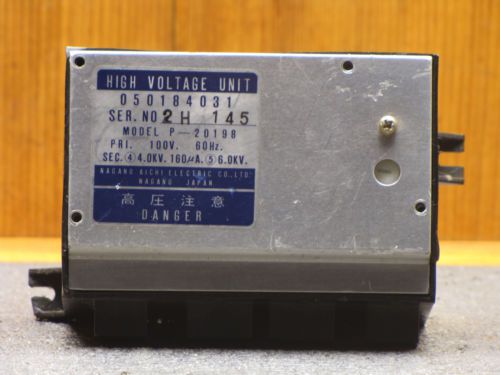 HIGH VOLTAGE UNIT
050184031
SER. NO 2H 145
MODEL P-20198
PRI. 100V. 60Hz.
SEC. ④ 4.0KV. 160μA. ⑤ 6.0KV.
NAGANO AICHI ELECTRIC CO., LTD.
NAGANO JAPAN
高圧注意
DANGER